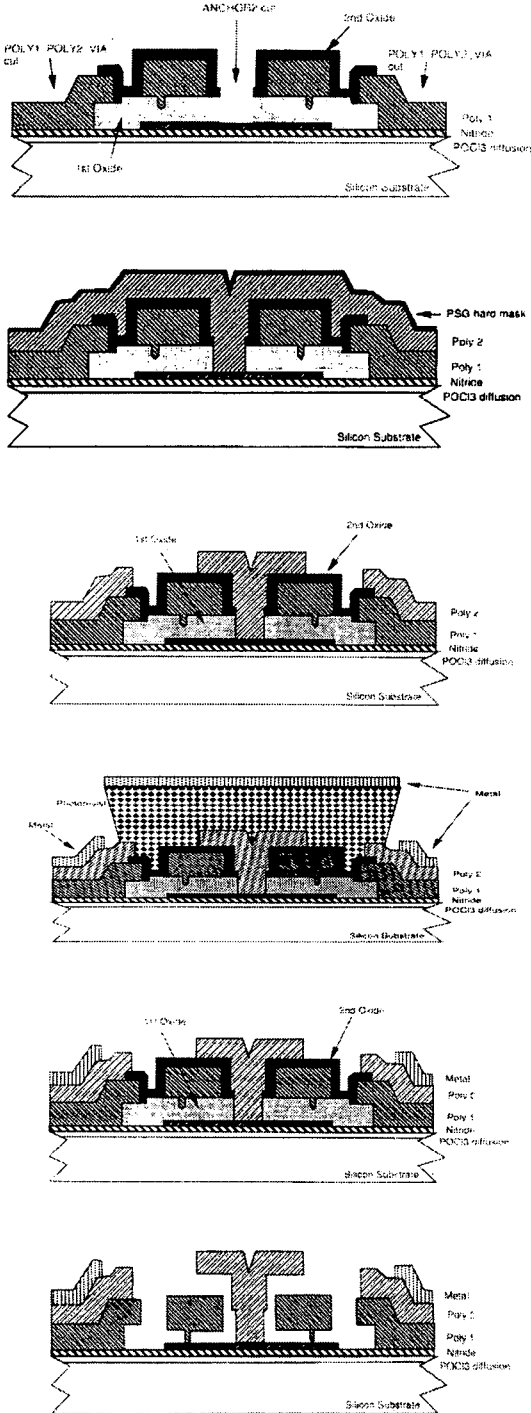 ANCHOR2 cut
2nd Oxide
POLY1_POLY2_VIA
cut
POLY1_POLY2_VIA
cut
Poly 1
Nitride
POCl3 diffusion
1st Oxide
Silicon Substrate
PSG hard mask
Poly 2
Poly 1
Nitride
POCl3 diffusion
Silicon Substrate
1st Oxide
2nd Oxide
Poly 2
Poly 1
Nitride
POCl3 diffusion
Silicon Substrate
Photoresist
Metal
Metal
Poly 2
Poly 1
Nitride
POCl3 diffusion
Silicon Substrate
1st Oxide
2nd Oxide
Metal
Poly 2
Poly 1
Nitride
POCl3 diffusion
Silicon Substrate
Metal
Poly 2
Poly 1
Nitride
POCl3 diffusion
Silicon Substrate